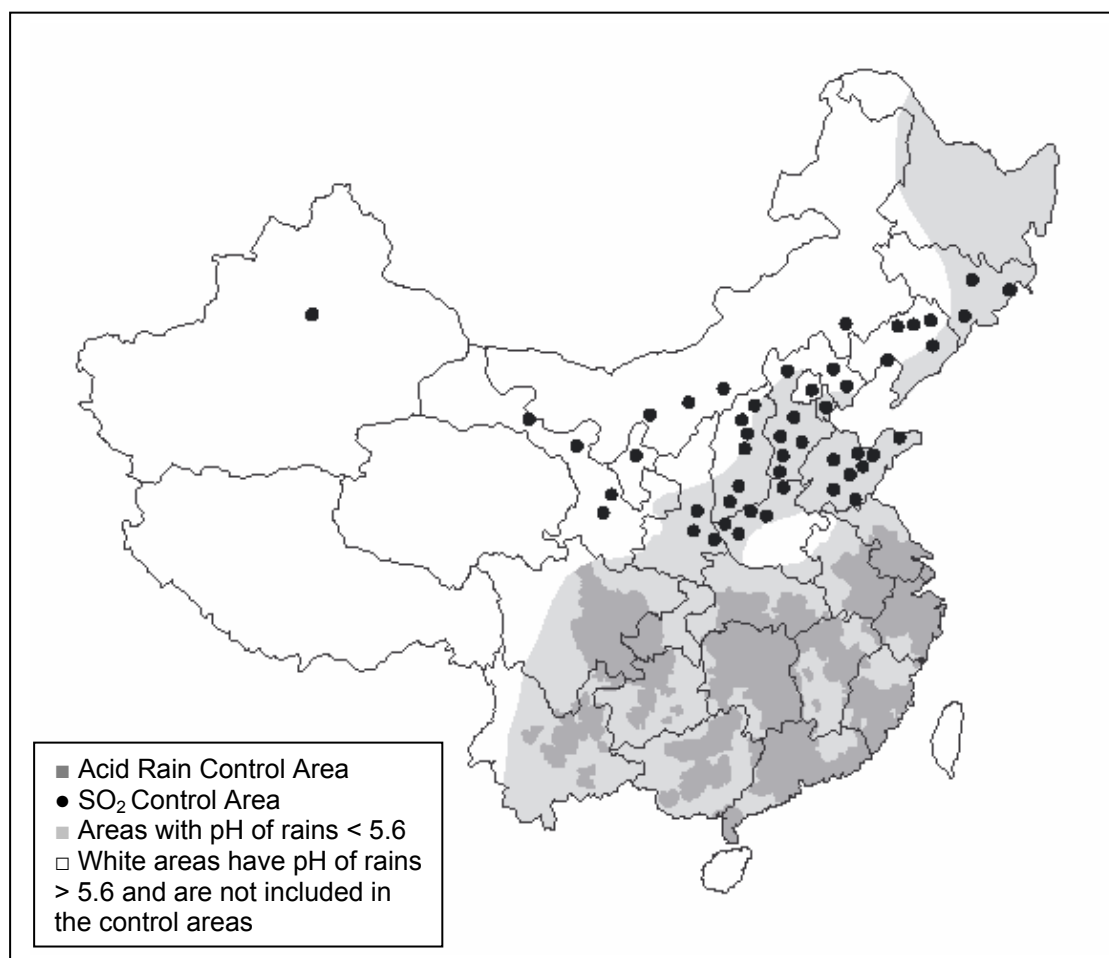 ■ Acid Rain Control Area
● SO₂ Control Area
■ Areas with pH of rains < 5.6
□ White areas have pH of rains
> 5.6 and are not included in
the control areas